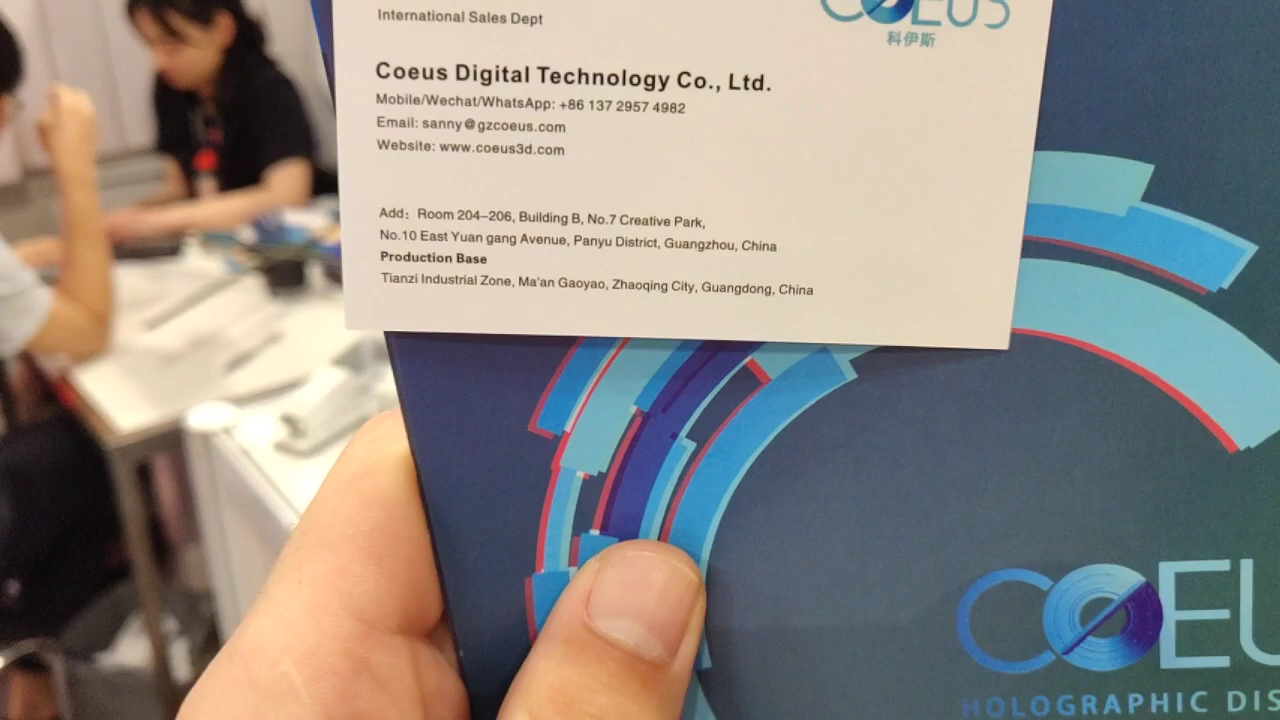 International Sales Dept
COEUS
科伊斯
Coeus Digital Technology Co., Ltd.
Mobile/Wechat/WhatsApp: +86 137 2957 4982
Email: sanny@gzcoeus.com
Website: www.coeus3d.com
Add: Room 204-206, Building B, No.7 Creative Park,
No.10 East Yuan gang Avenue, Panyu District, Guangzhou, China
Production Base
Tianzi Industrial Zone, Ma'an Gaoyao, Zhaoqing City, Guangdong, China
COEU
HOLOGRAPHIC DIS